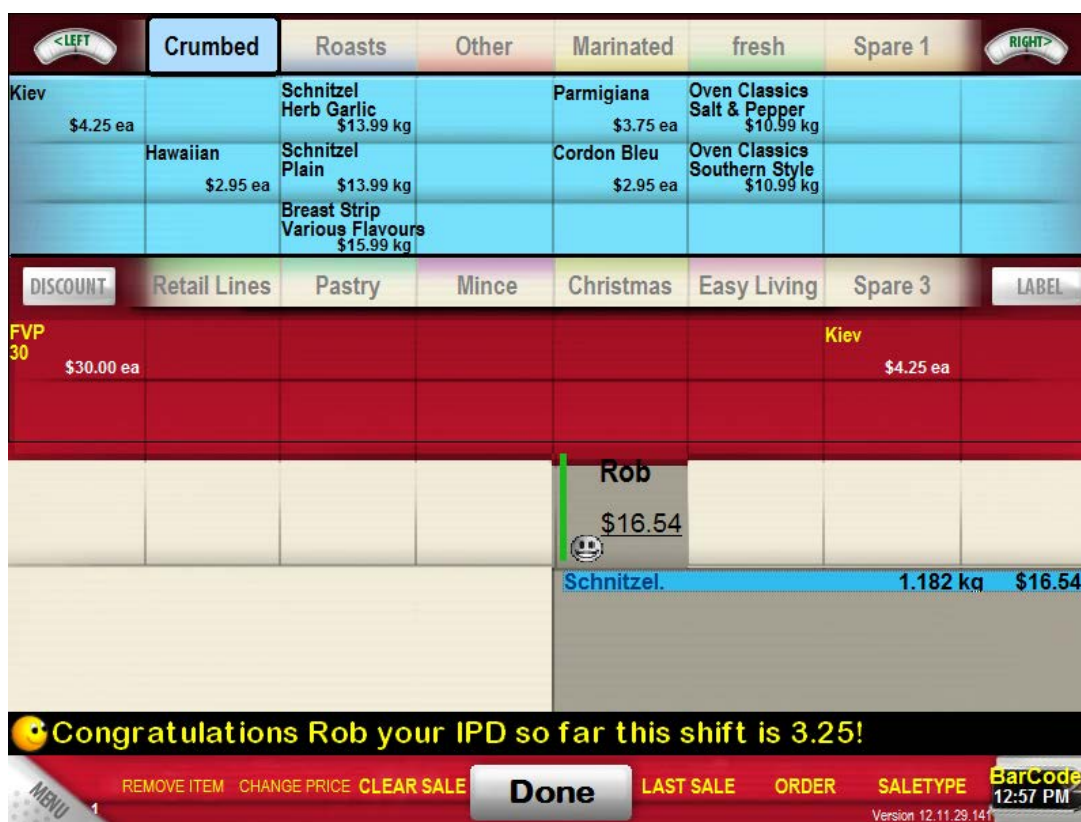 <LEFT
Crumbed
Roasts
Other
Marinated
fresh
Spare 1
RIGHT>
Kiev
$4.25 ea
Schnitzel
Herb Garlic
$13.99 kg
Parmigiana
$3.75 ea
Oven Classics
Salt & Pepper
$10.99 kg
Hawaiian
$2.95 ea
Schnitzel
Plain
$13.99 kg
Cordon Bleu
$2.95 ea
Oven Classics
Southern Style
$10.99 kg
Breast Strip
Various Flavours
$15.99 kg
DISCOUNT
Retail Lines
Pastry
Mince
Christmas
Easy Living
Spare 3
LABEL
FVP
30
$30.00 ea
Kiev
$4.25 ea
Rob
$16.54
Schnitzel. 1.182 kg $16.54
Congratulations Rob your IPD so far this shift is 3.25!
MENU
1
REMOVE ITEM
CHANGE PRICE
CLEAR SALE
Done
LAST SALE
ORDER
SALETYPE
BarCode
12:57 PM
Version 12.11.29.141